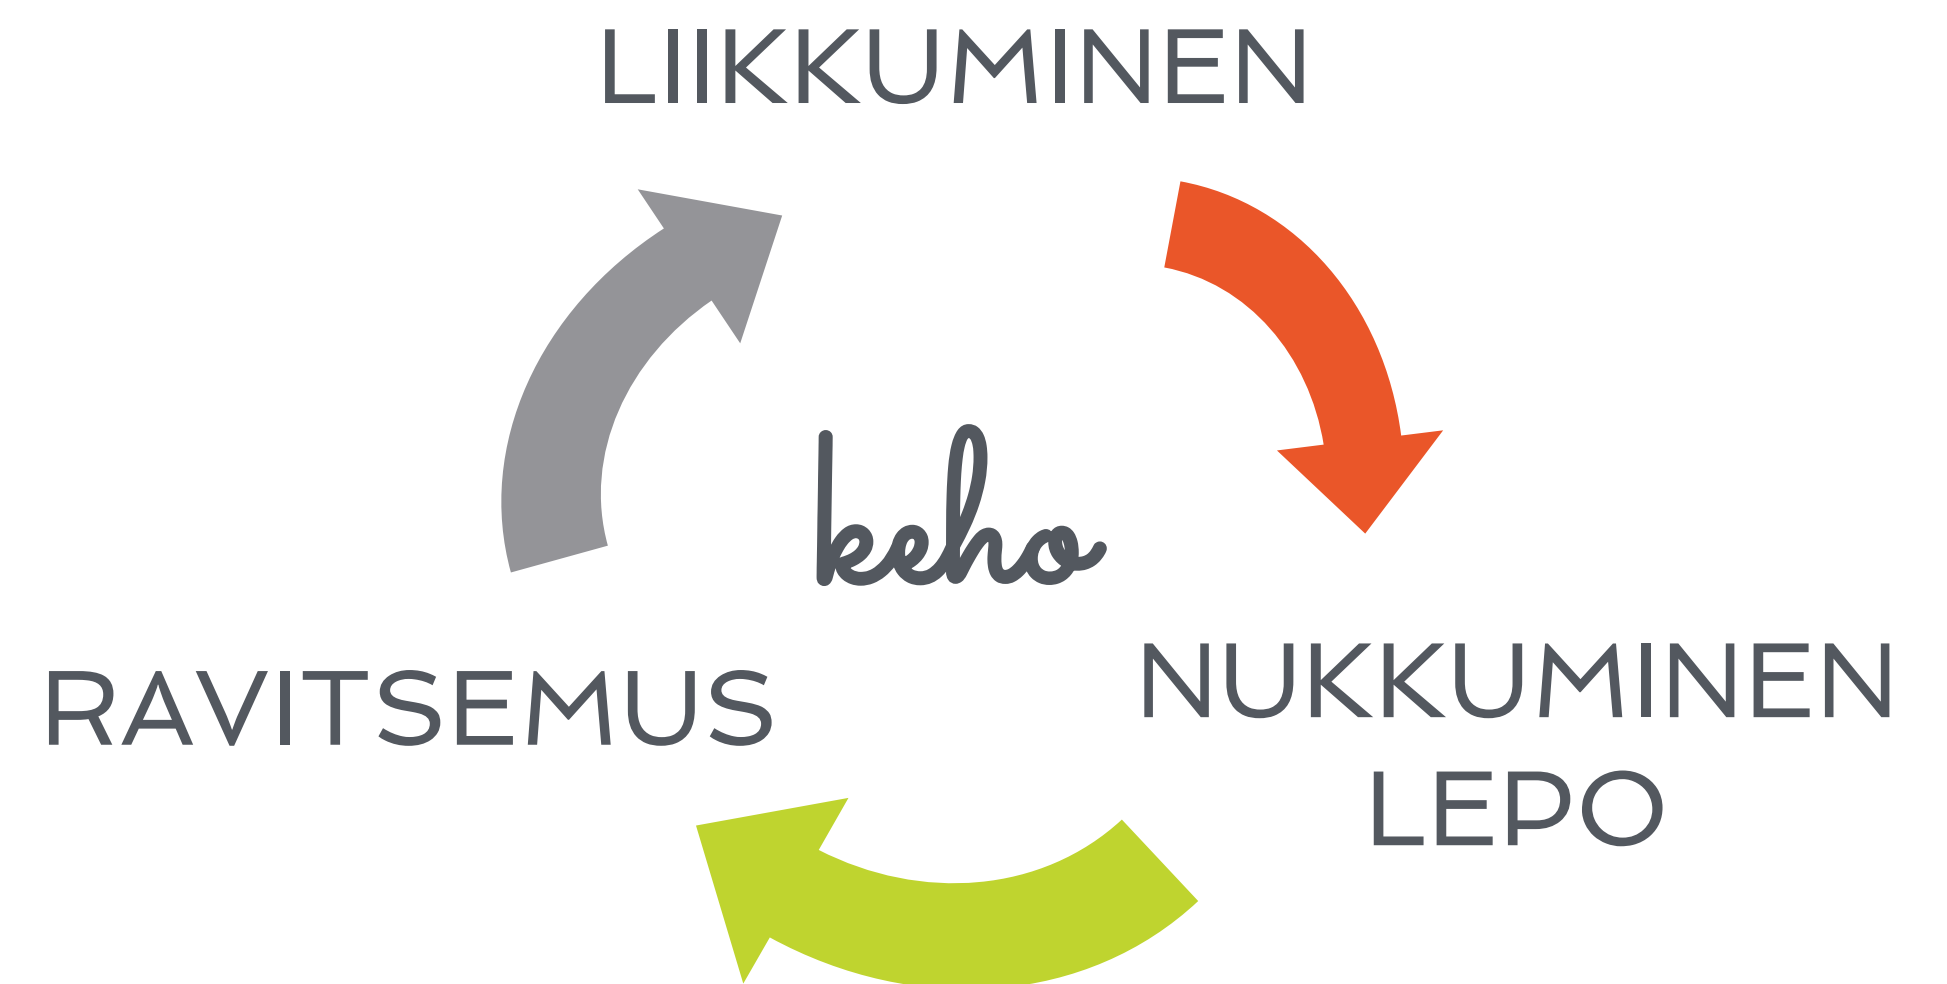 LIIKKUMINEN
keho
RAVITSEMUS
NUKKUMINEN
LEPO